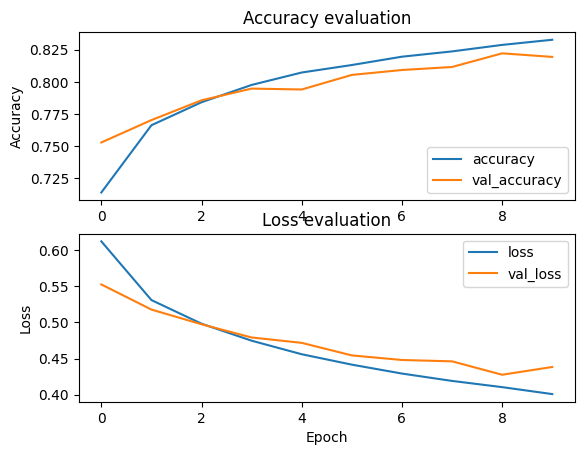 Accuracy evaluation
0.825
0.800
0.775
0.750
0.725
Accuracy
accuracy
val_accuracy
0 2 4 6 8
Loss evaluation
0.60
0.55
0.50
0.45
0.40
Loss
loss
val_loss
0 2 4 6 8
Epoch